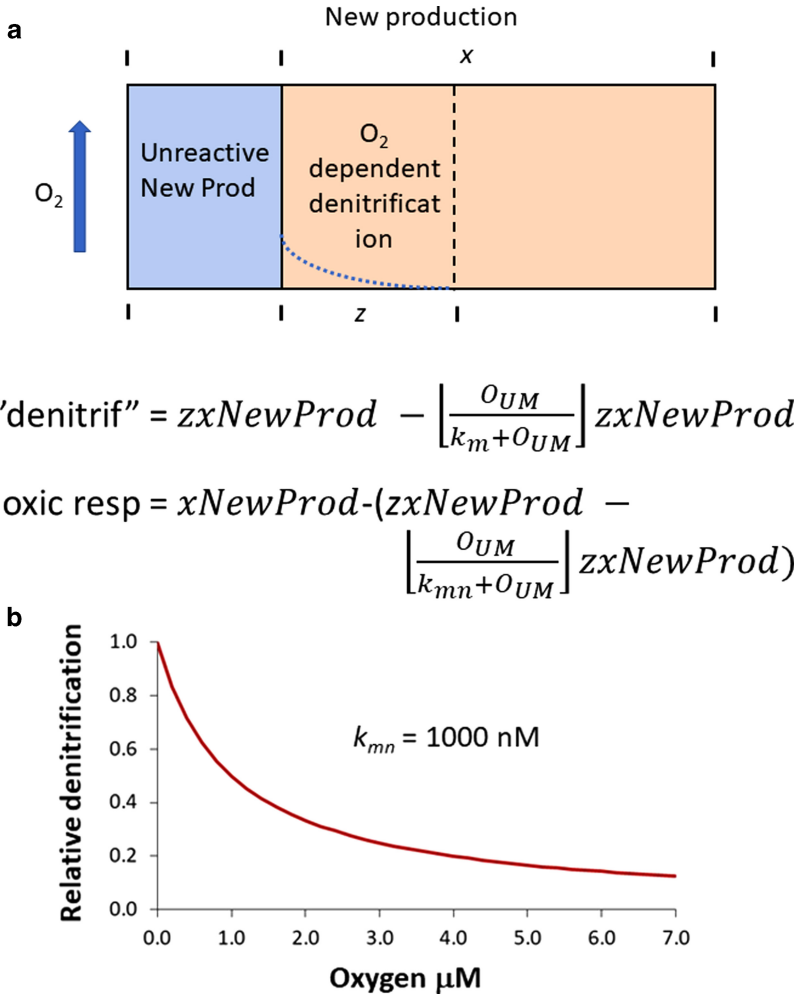 a
New production
x
Unreactive
New Prod
O₂
dependent
denitrificat
ion
O₂
z
"denitrif" = zxNewProd − ⌊O_UM / (k_m+O_UM)⌋ zxNewProd
oxic resp = xNewProd-(zxNewProd −
⌊O_UM / (k_mn+O_UM)⌋ zxNewProd)
b
Relative denitrification
1.0
0.8
0.6
0.4
0.2
0.0
k_mn = 1000 nM
0.0 1.0 2.0 3.0 4.0 5.0 6.0 7.0
Oxygen µM